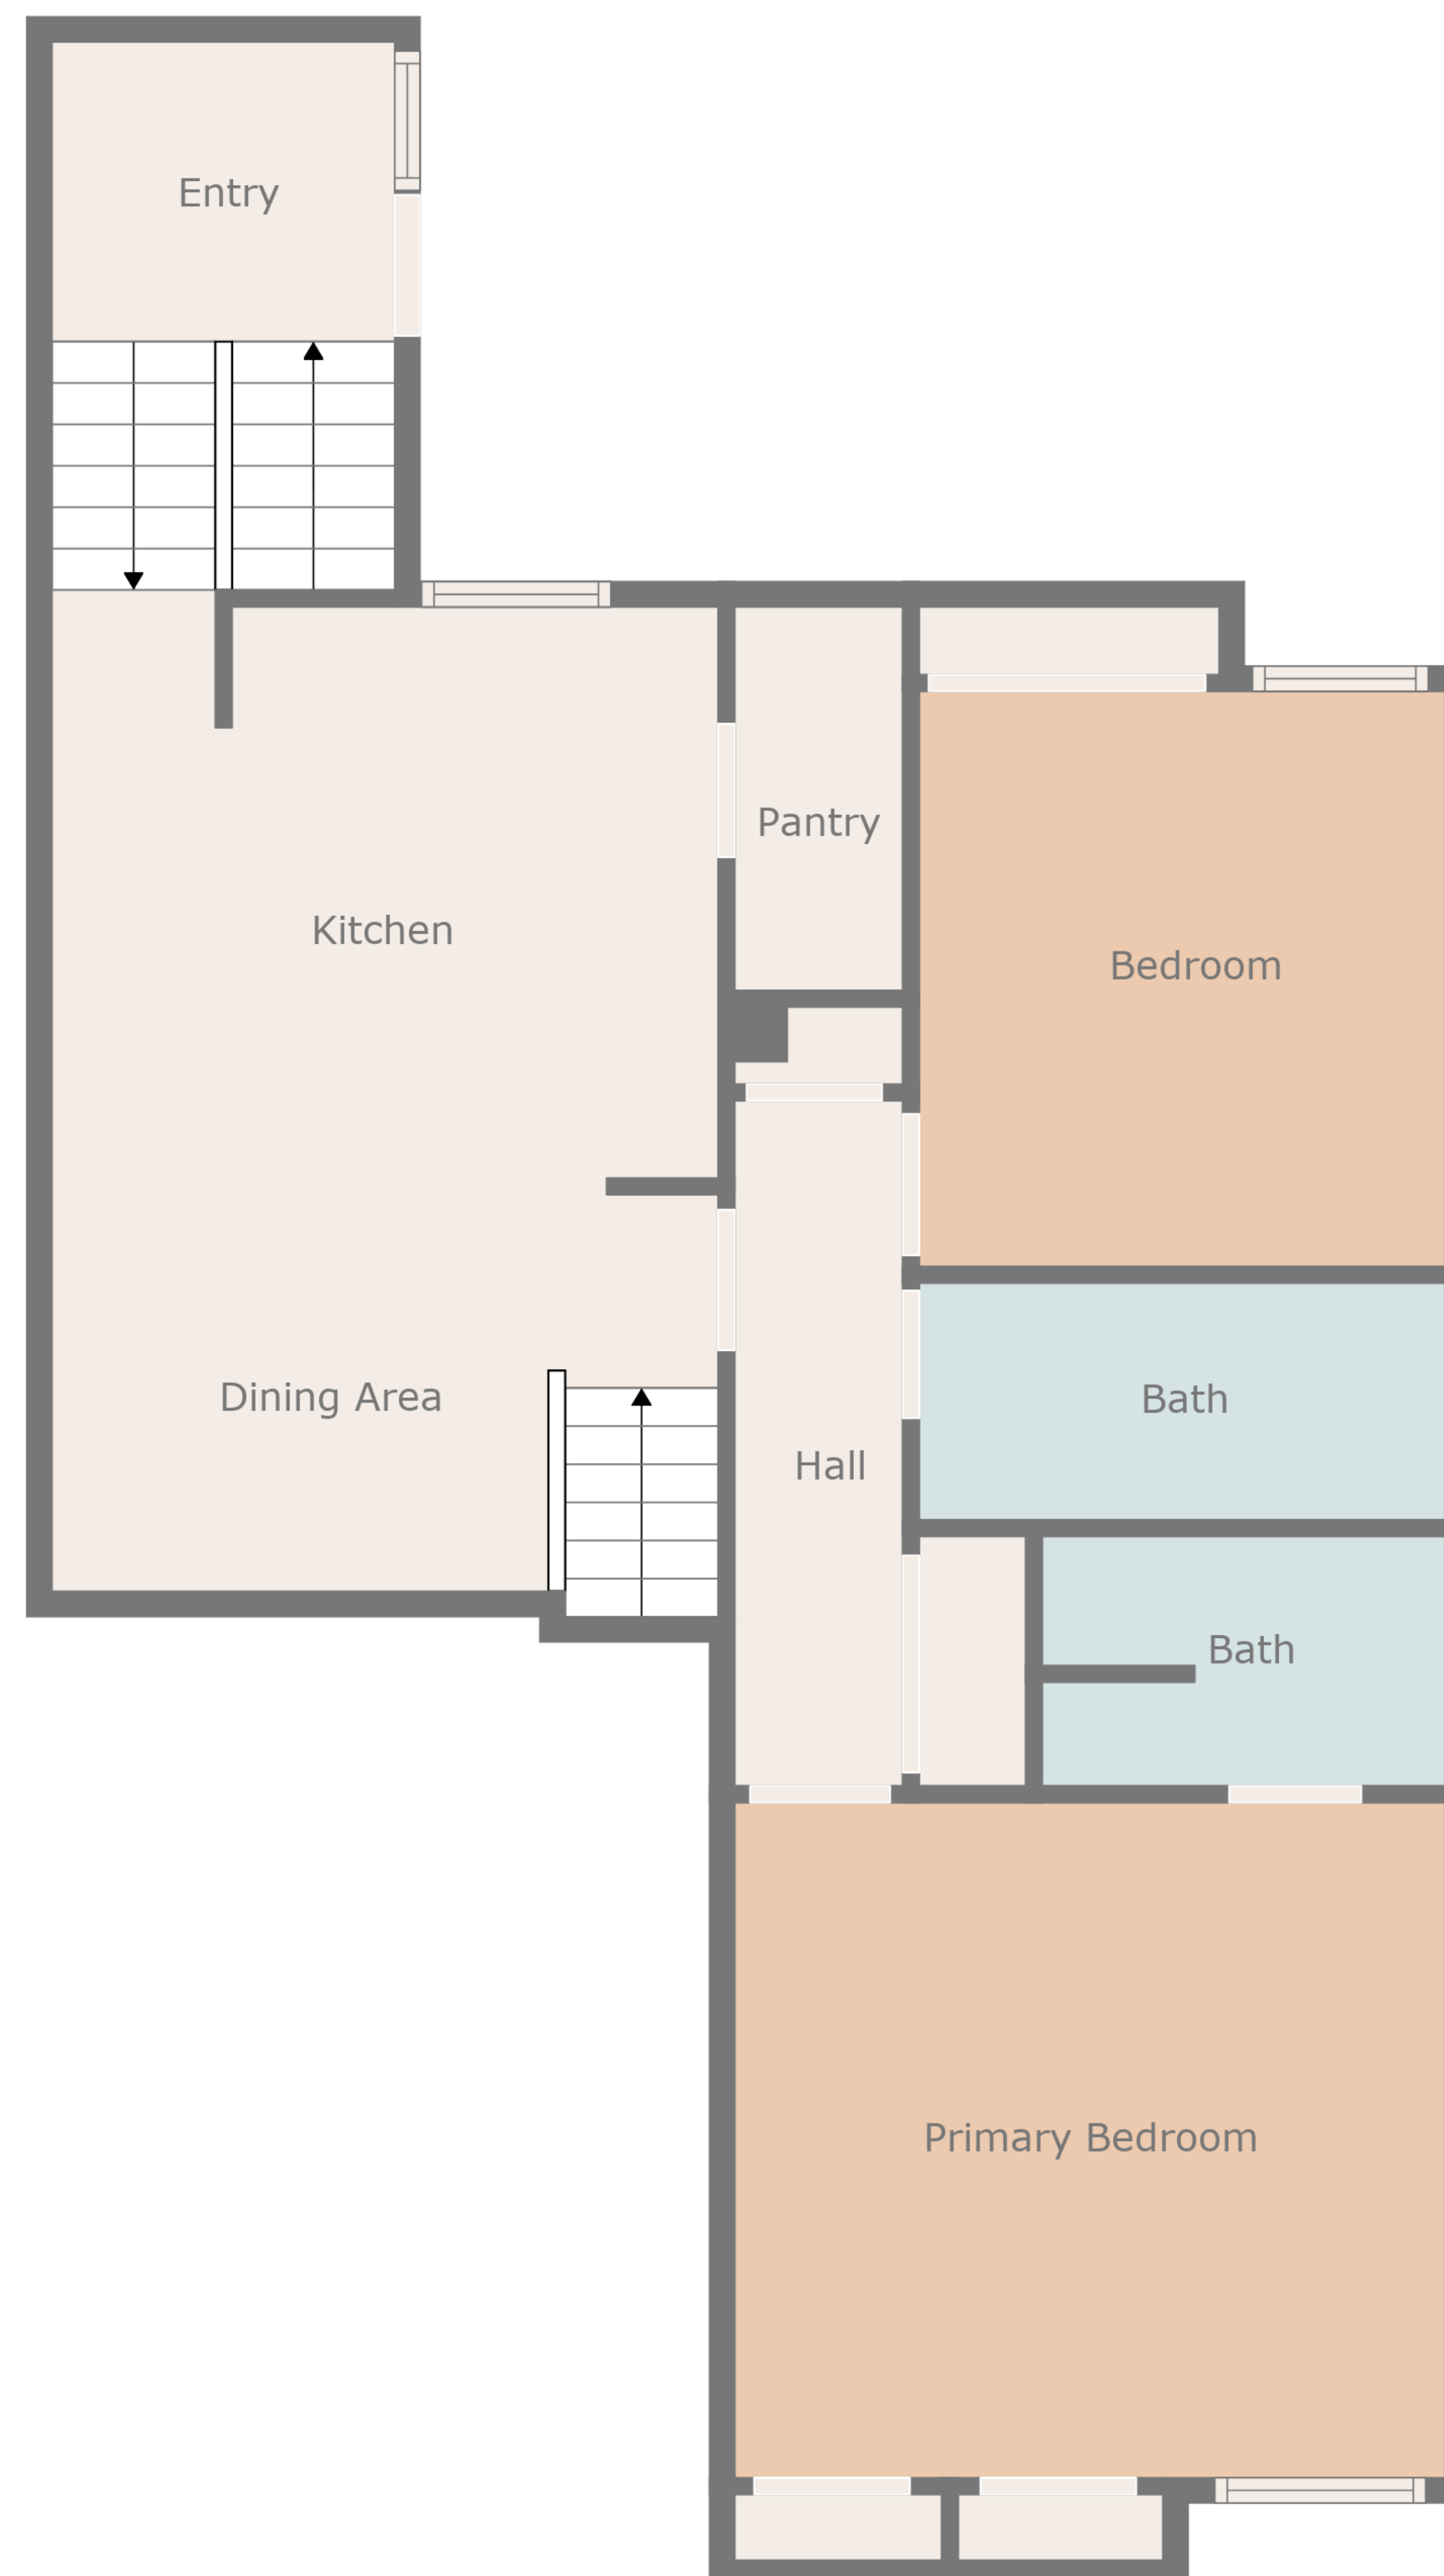 Entry
Pantry
Kitchen
Bedroom
Dining Area
Bath
Hall
Bath
Primary Bedroom